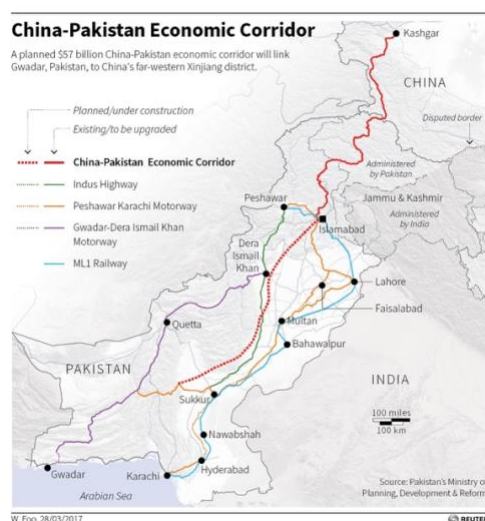 China-Pakistan Economic Corridor
A planned $57 billion China-Pakistan economic corridor will link
Gwadar, Pakistan, to China's far-western Xinjiang district.
Kashgar
CHINA
Planned/under construction
Existing/to be upgraded
Disputed border
China-Pakistan Economic Corridor
Administered
by Pakistan
Indus Highway
Peshawar Karachi Motorway
Gwadar-Dera Ismail Khan
Motorway
ML1 Railway
Peshawar
Jammu & Kashmir
Administered
by India
Islamabad
Dera
Ismail
Khan
Lahore
Faisalabad
Quetta
Multan
Bahawalpur
PAKISTAN
INDIA
Sukkur
100 miles
100 km
Nawabshah
Hyderabad
Gwadar
Karachi
Arabian Sea
Source: Pakistan's Ministry o
Planning, Development & Reform
W. Foo, 28/03/2017
REUTER